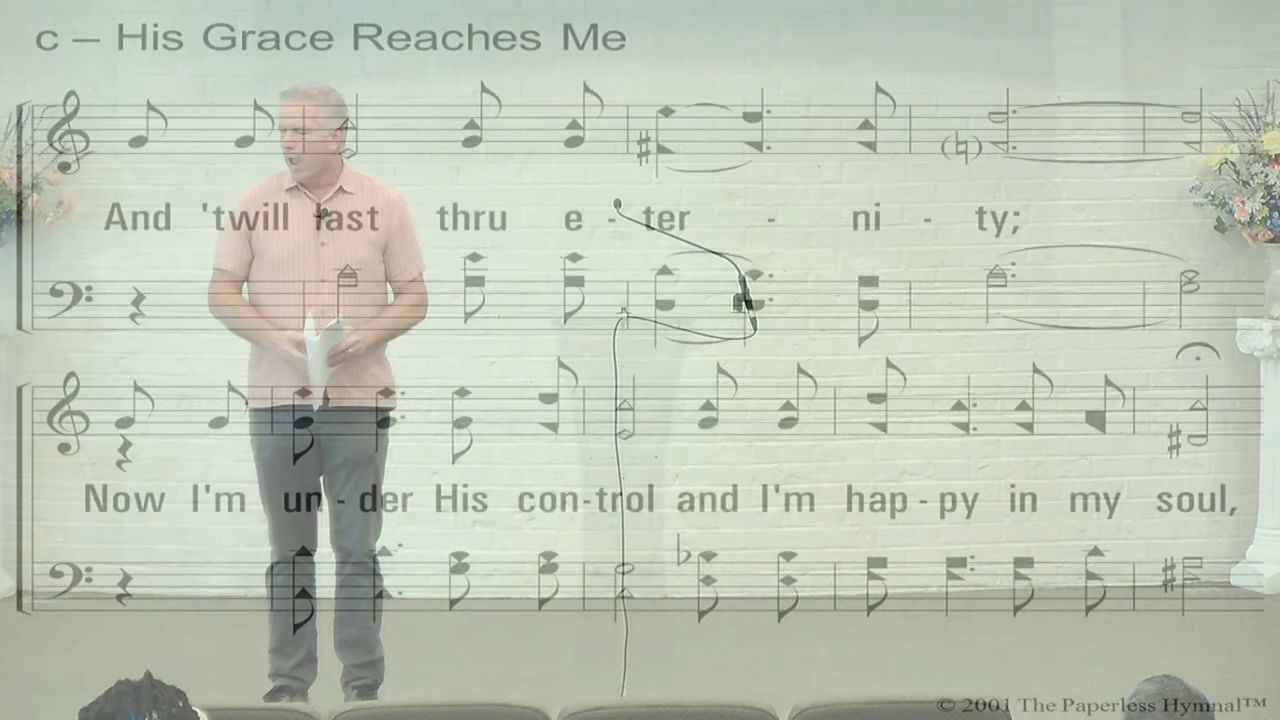 c – His Grace Reaches Me
And 'twill last thru e - ter - ni - ty;
Now I'm un - der His con - trol and I'm hap - py in my soul,
© 2001 The Paperless Hymnal™